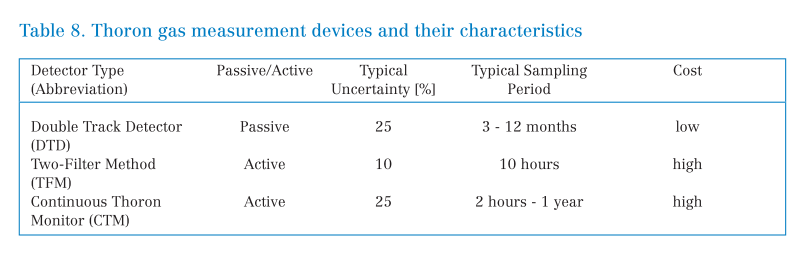 Table 8. Thoron gas measurement devices and their characteristics
Detector Type Passive/Active Typical Typical Sampling Cost
(Abbreviation) Uncertainty [%] Period
Double Track Detector Passive 25 3 - 12 months low
(DTD)
Two-Filter Method Active 10 10 hours high
(TFM)
Continuous Thoron Active 25 2 hours - 1 year high
Monitor (CTM)